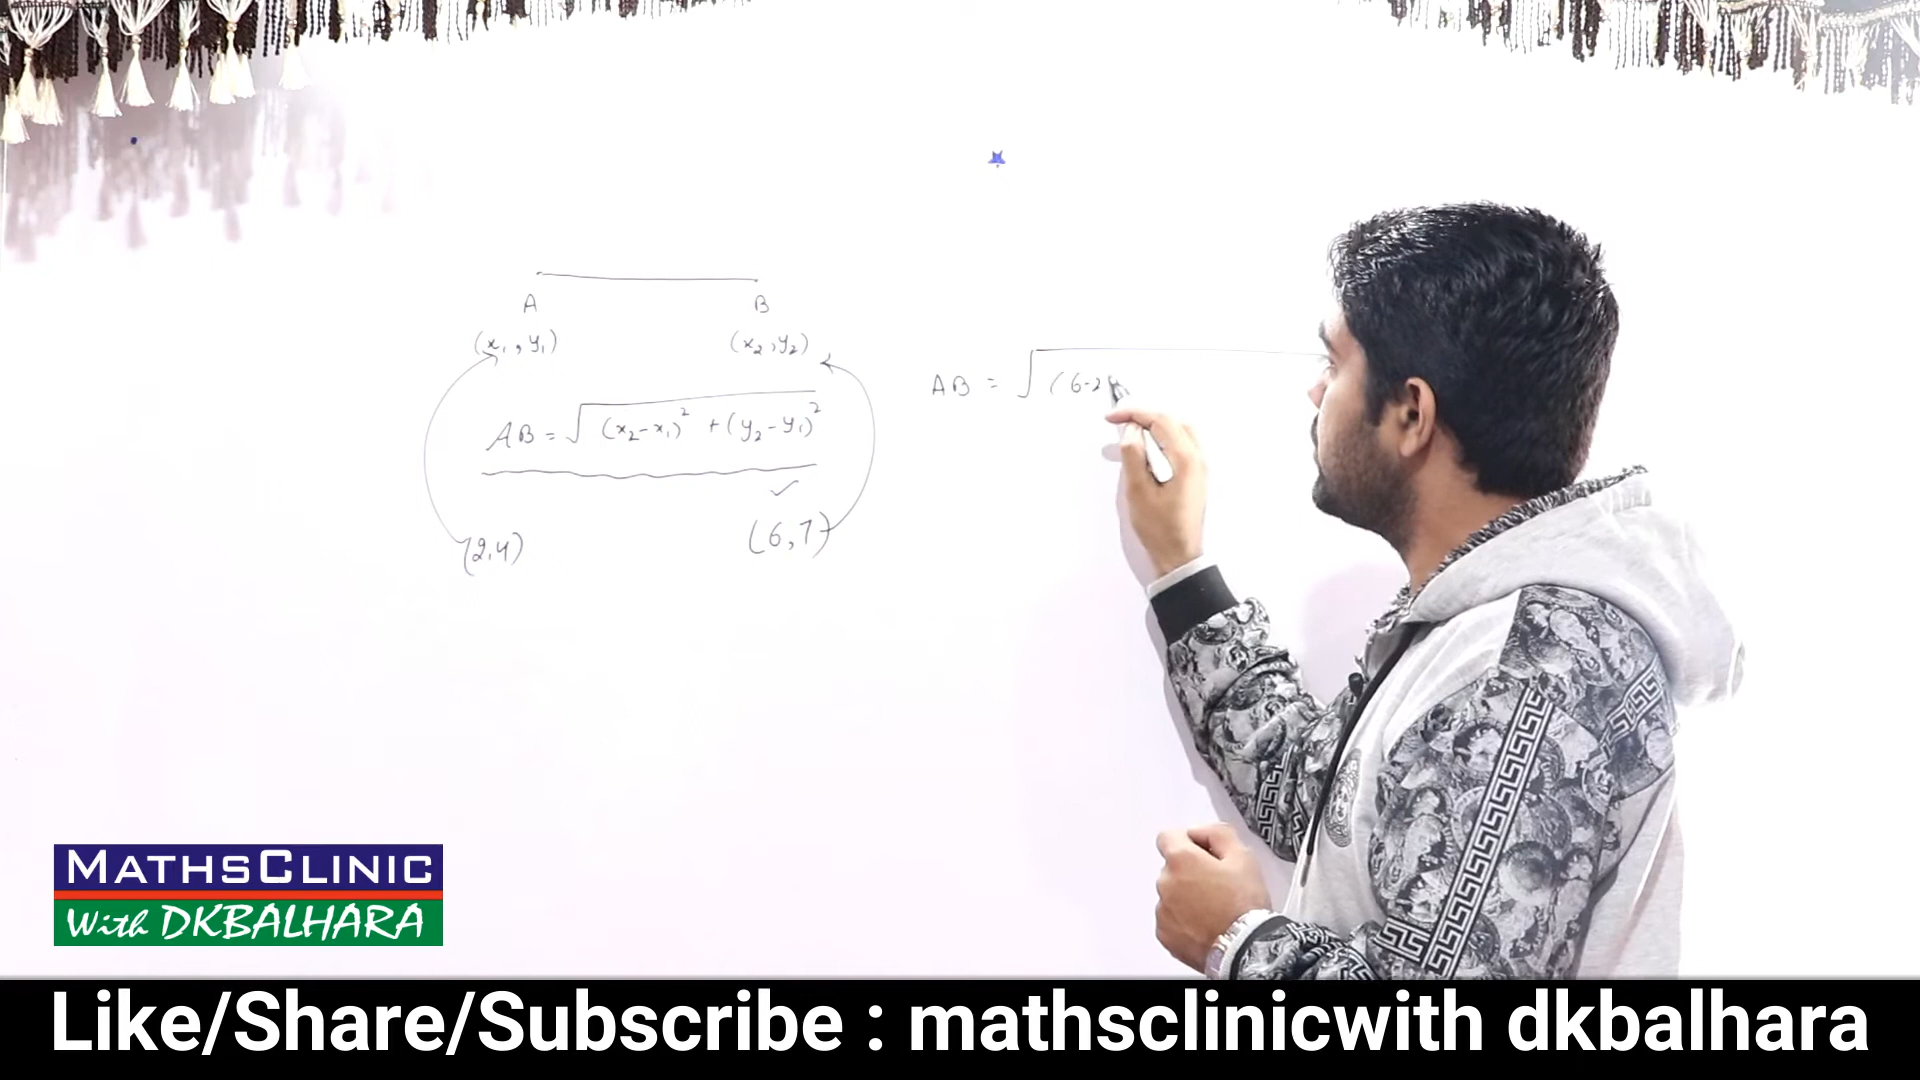 A B
(x₁, y₁) (x₂, y₂)
AB = √(x₂-x₁)² + (y₂-y₁)²
(2,4) (6,7)
AB = √(6-2
MATHSCLINIC
With DKBALHARA
Like/Share/Subscribe : mathsclinicwith dkbalhara